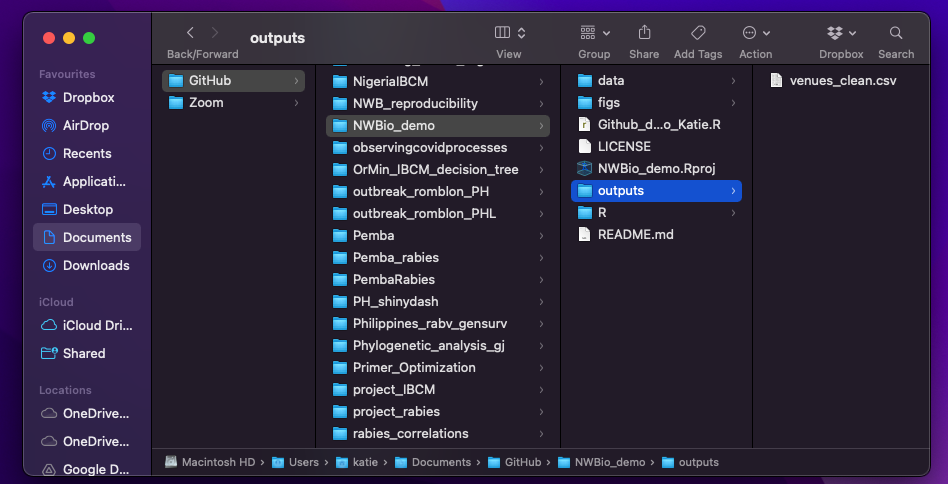 outputs
Back/Forward
View
Group
Share
Add Tags
Action
Dropbox
Search
Favourites
Dropbox
AirDrop
Recents
Applicati...
Desktop
Documents
Downloads
iCloud
iCloud Dri...
Shared
Locations
OneDrive...
OneDrive...
Google D...
GitHub
Zoom
NigeriaIBCM
NWB_reproducibility
NWBio_demo
observingcovidprocesses
OrMin_IBCM_decision_tree
outbreak_romblon_PH
outbreak_romblon_PHL
Pemba
Pemba_rabies
PembaRabies
PH_shinydash
Philippines_rabv_gensurv
Phylogenetic_analysis_gj
Primer_Optimization
project_IBCM
project_rabies
rabies_correlations
data
figs
Github_d...o_Katie.R
LICENSE
NWBio_demo.Rproj
outputs
R
README.md
venues_clean.csv
Macintosh HD › Users › katie › Documents › GitHub › NWBio_demo › outputs